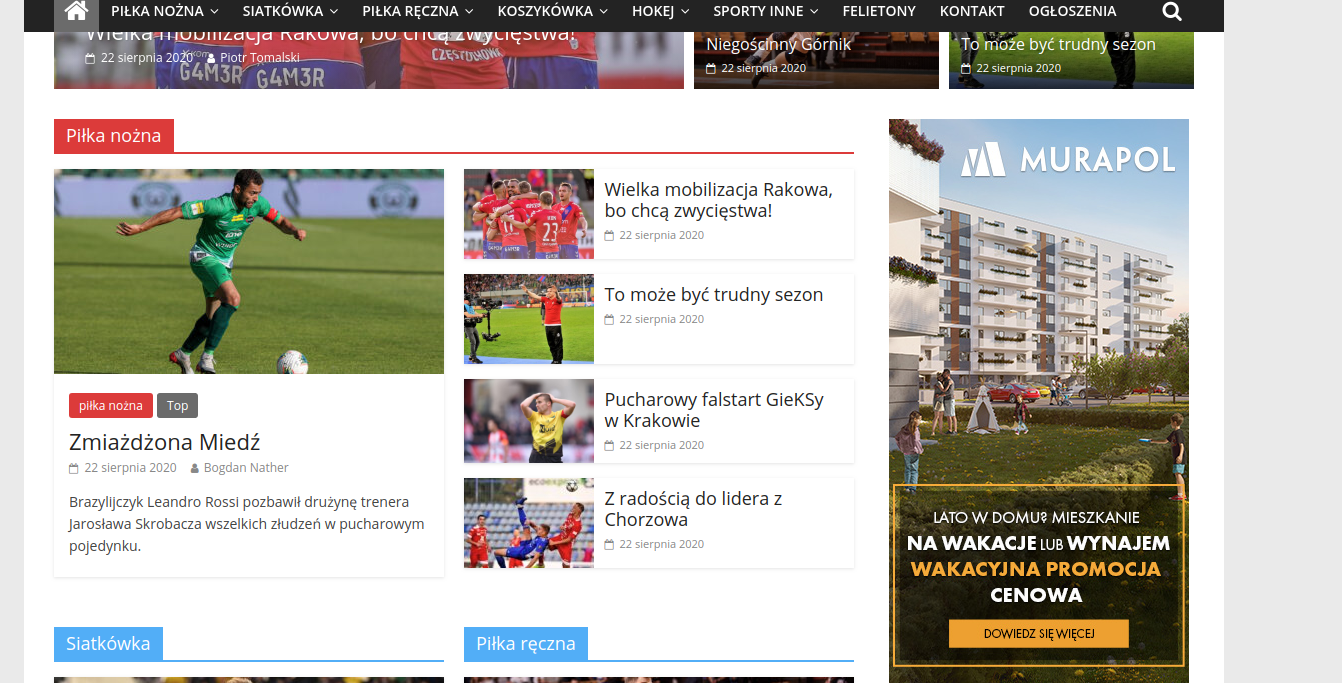 PIŁKA NOŻNA SIATKÓWKA PIŁKA RĘCZNA KOSZYKÓWKA HOKEJ SPORTY INNE FELIETONY KONTAKT OGŁOSZENIA
Wielka mobilizacja Rakowa, bo chcą zwycięstwa!
22 sierpnia 2020 Piotr Tomalski
G4M3R
G4M3R
CZĘSTOCHOWA
Niegościnny Górnik
22 sierpnia 2020
To może być trudny sezon
22 sierpnia 2020
Piłka nożna
piłka nożna Top
Zmiażdżona Miedź
22 sierpnia 2020 Bogdan Nather
Brazylijczyk Leandro Rossi pozbawił drużynę trenera
Jarosława Skrobacza wszelkich złudzeń w pucharowym
pojedynku.
23
G4M3R
Wielka mobilizacja Rakowa,
bo chcą zwycięstwa!
22 sierpnia 2020
To może być trudny sezon
22 sierpnia 2020
Pucharowy falstart GieKSy
w Krakowie
22 sierpnia 2020
Z radością do lidera z
Chorzowa
22 sierpnia 2020
MURAPOL
LATO W DOMU? MIESZKANIE
NA WAKACJE LUB WYNAJEM
WAKACYJNA PROMOCJA
CENOWA
DOWIEDZ SIĘ WIĘCEJ
Siatkówka
Piłka ręczna